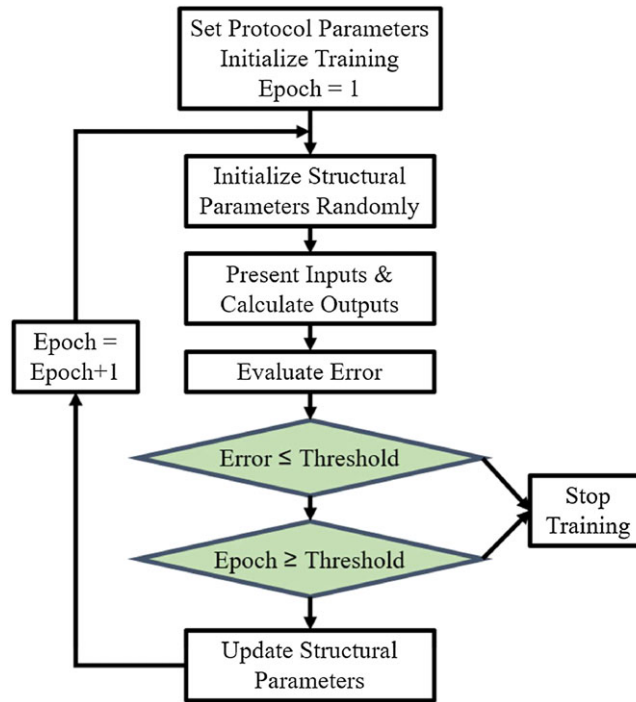 Set Protocol Parameters
Initialize Training
Epoch = 1
Initialize Structural
Parameters Randomly
Present Inputs &
Calculate Outputs
Epoch =
Epoch+1
Evaluate Error
Error ≤ Threshold
Stop
Training
Epoch ≥ Threshold
Update Structural
Parameters